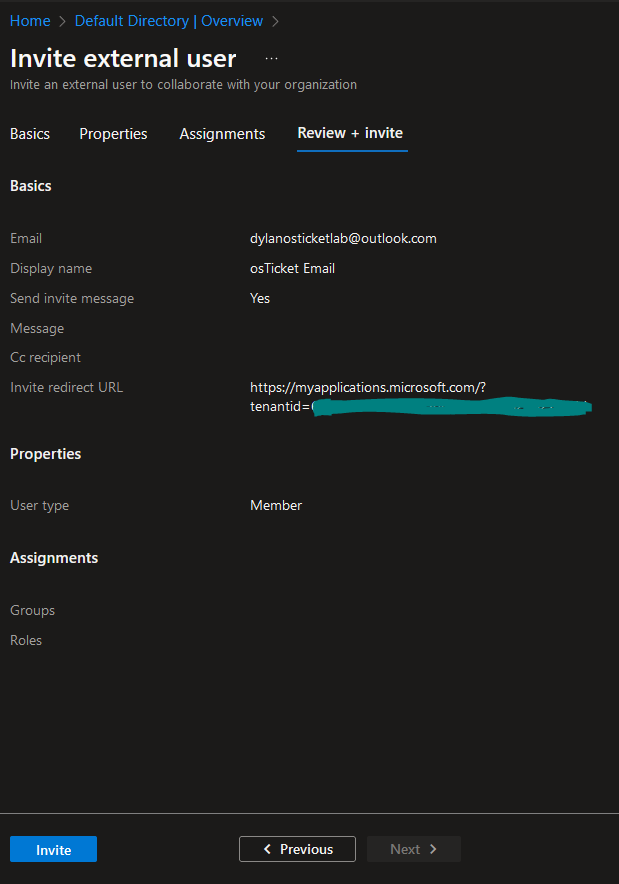 Home > Default Directory | Overview >
Invite external user ...
Invite an external user to collaborate with your organization
Basics Properties Assignments Review + invite
Basics
Email dylanosticketlab@outlook.com
Display name osTicket Email
Send invite message Yes
Message
Cc recipient
Invite redirect URL https://myapplications.microsoft.com/?
tenantid=
Properties
User type Member
Assignments
Groups
Roles
Invite < Previous Next >